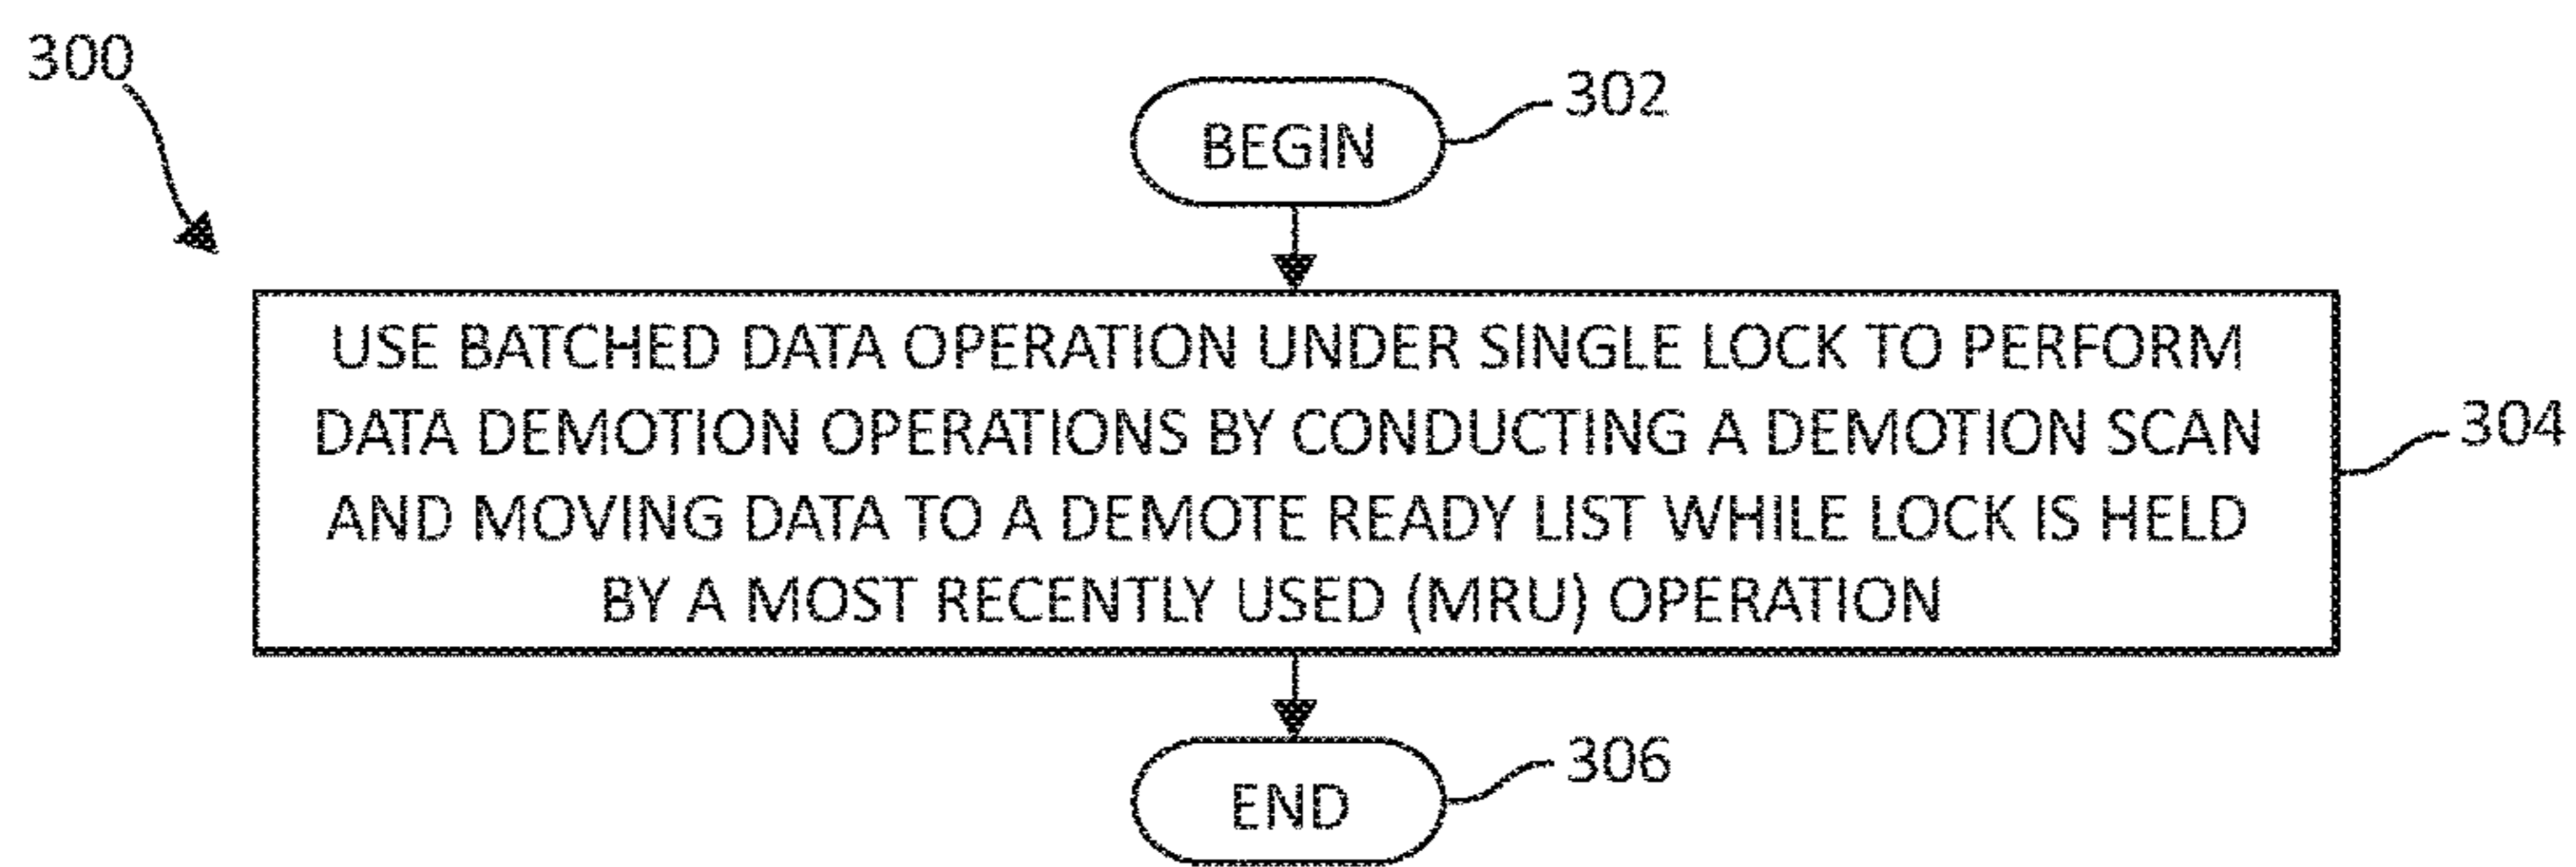 300
BEGIN
302
USE BATCHED DATA OPERATION UNDER SINGLE LOCK TO PERFORM
DATA DEMOTION OPERATIONS BY CONDUCTING A DEMOTION SCAN
AND MOVING DATA TO A DEMOTE READY LIST WHILE LOCK IS HELD
BY A MOST RECENTLY USED (MRU) OPERATION
304
END
306